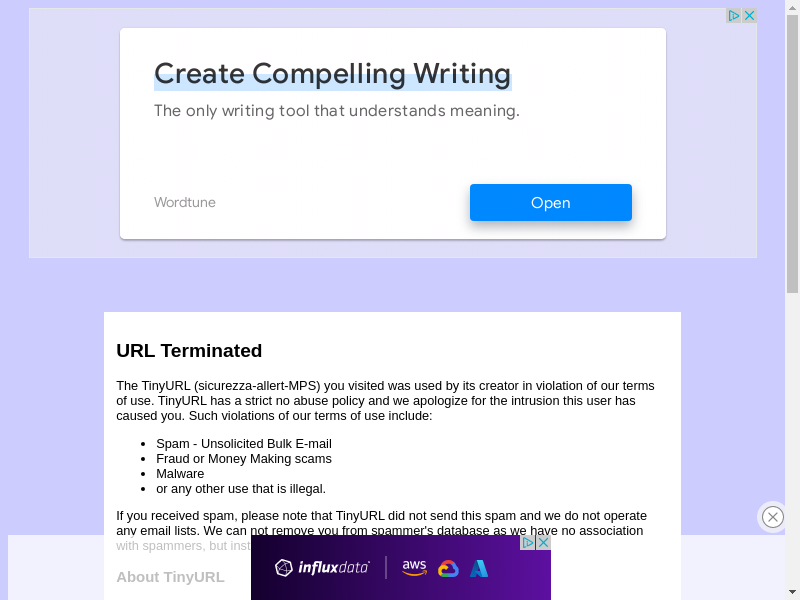 Create Compelling Writing
The only writing tool that understands meaning.
Wordtune
Open
URL Terminated
The TinyURL (sicurezza-allert-MPS) you visited was used by its creator in violation of our terms
of use. TinyURL has a strict no abuse policy and we apologize for the intrusion this user has
caused you. Such violations of our terms of use include:
• Spam - Unsolicited Bulk E-mail
• Fraud or Money Making scams
• Malware
• or any other use that is illegal.
If you received spam, please note that TinyURL did not send this spam and we do not operate
any email lists. We can not remove you from spammer's database as we have no association
with spammers, but inst
About TinyURL
influxdata
aws